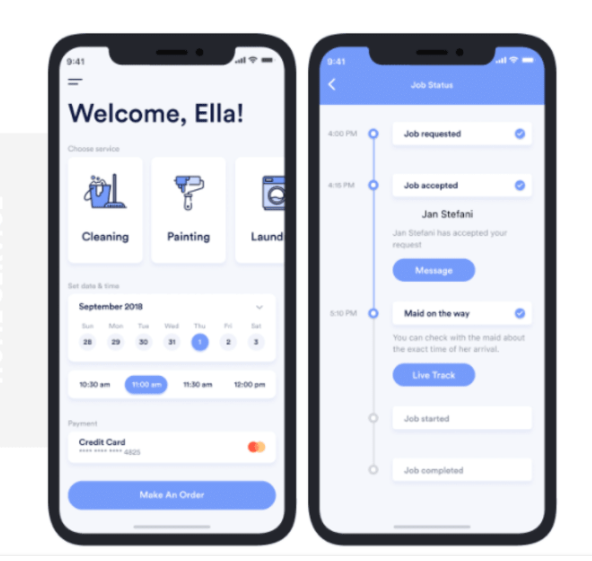 9:41
Welcome, Ella!
Choose service
Cleaning
Painting
Laund
Set date & time
September 2018
Sun Mon Tue Wed Thu Fri Sat
28 29 30 31 1 2 3
10:30 am 11:00 am 11:30 am 12:00 pm
Payment
Credit Card
**** **** **** 4825
Make An Order
9:41
Job Status
4:00 PM Job requested
4:15 PM Job accepted
Jan Stefani
Jan Stefani has accepted your
request
Message
5:10 PM Maid on the way
You can check with the maid about
the exact time of her arrival.
Live Track
Job started
Job completed